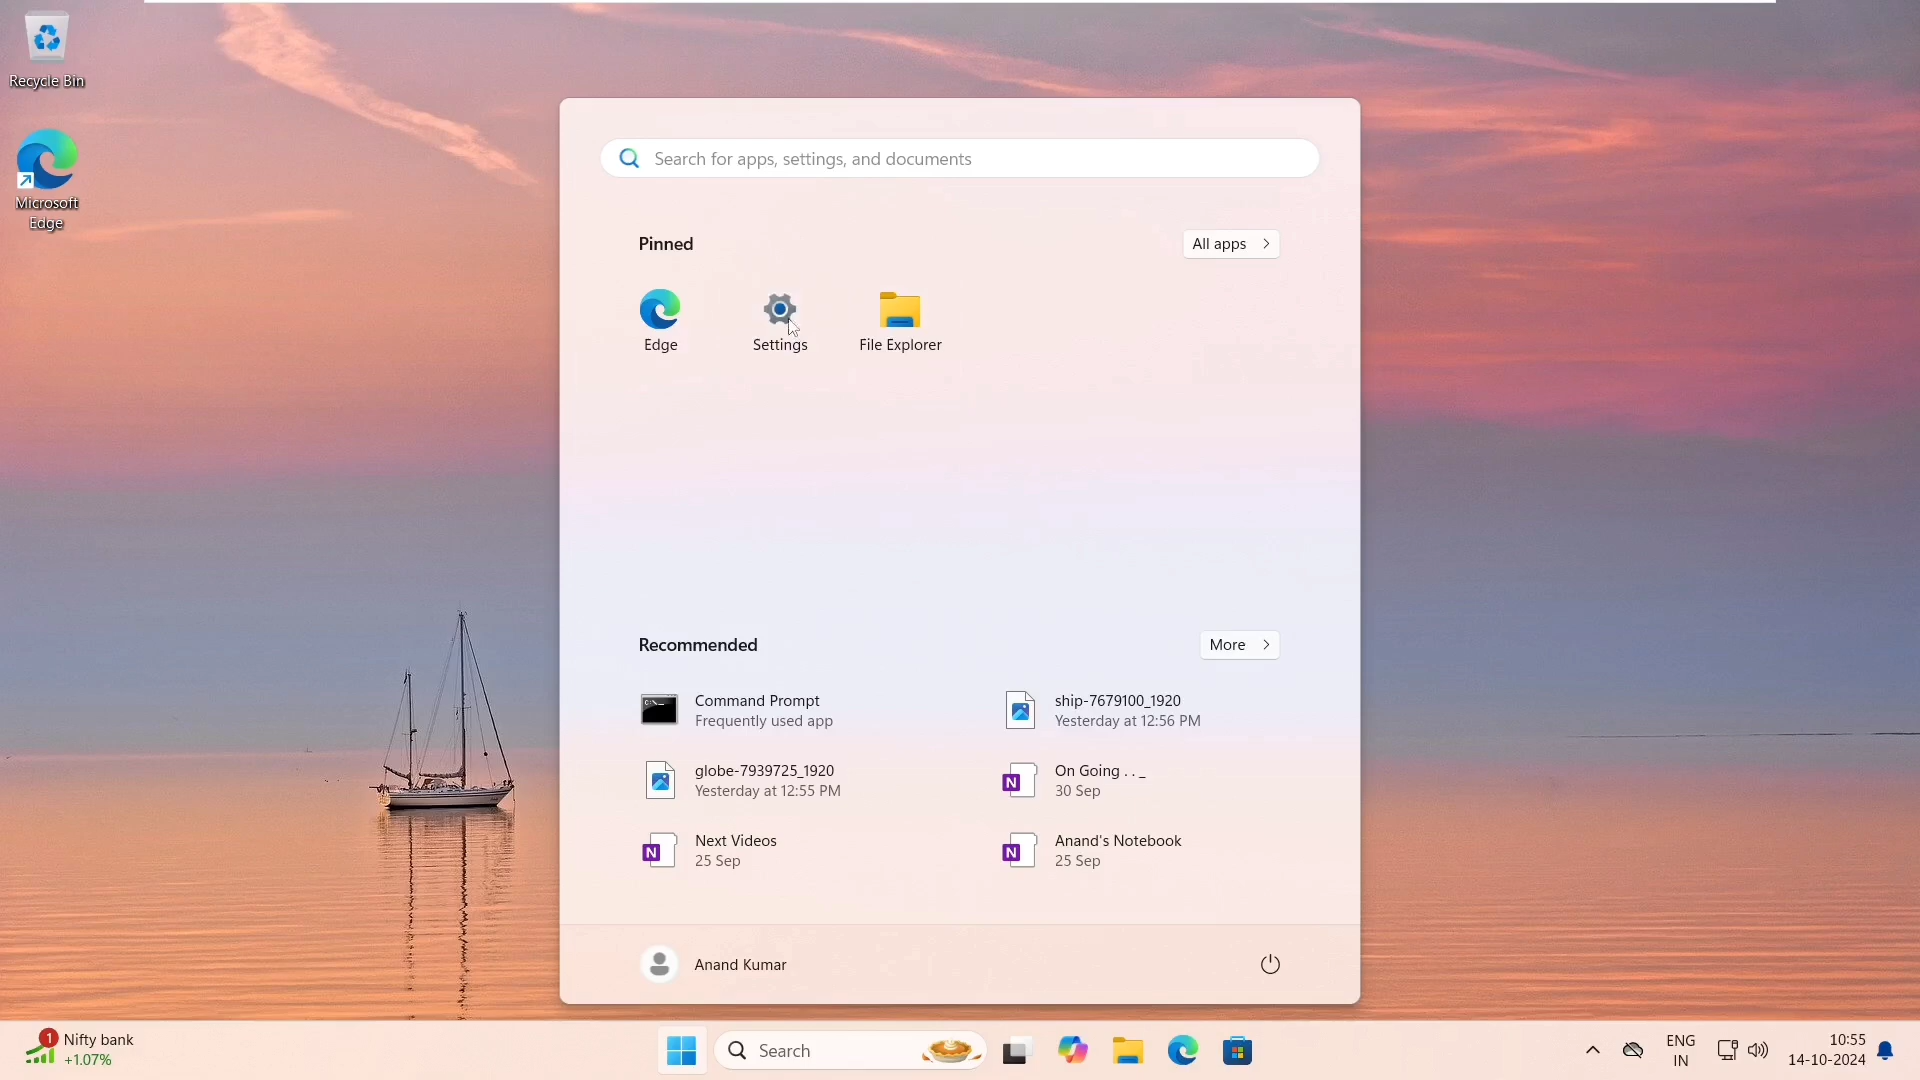 Recycle Bin
Microsoft
Edge
Search for apps, settings, and documents
Pinned
All apps
Edge
Settings
File Explorer
Recommended
More
Command Prompt
Frequently used app
ship-7679100_1920
Yesterday at 12:56 PM
globe-7939725_1920
Yesterday at 12:55 PM
On Going . . _
30 Sep
Next Videos
25 Sep
Anand's Notebook
25 Sep
Anand Kumar
1
Nifty bank
+1.07%
Search
ENG
IN
10:55
14-10-2024